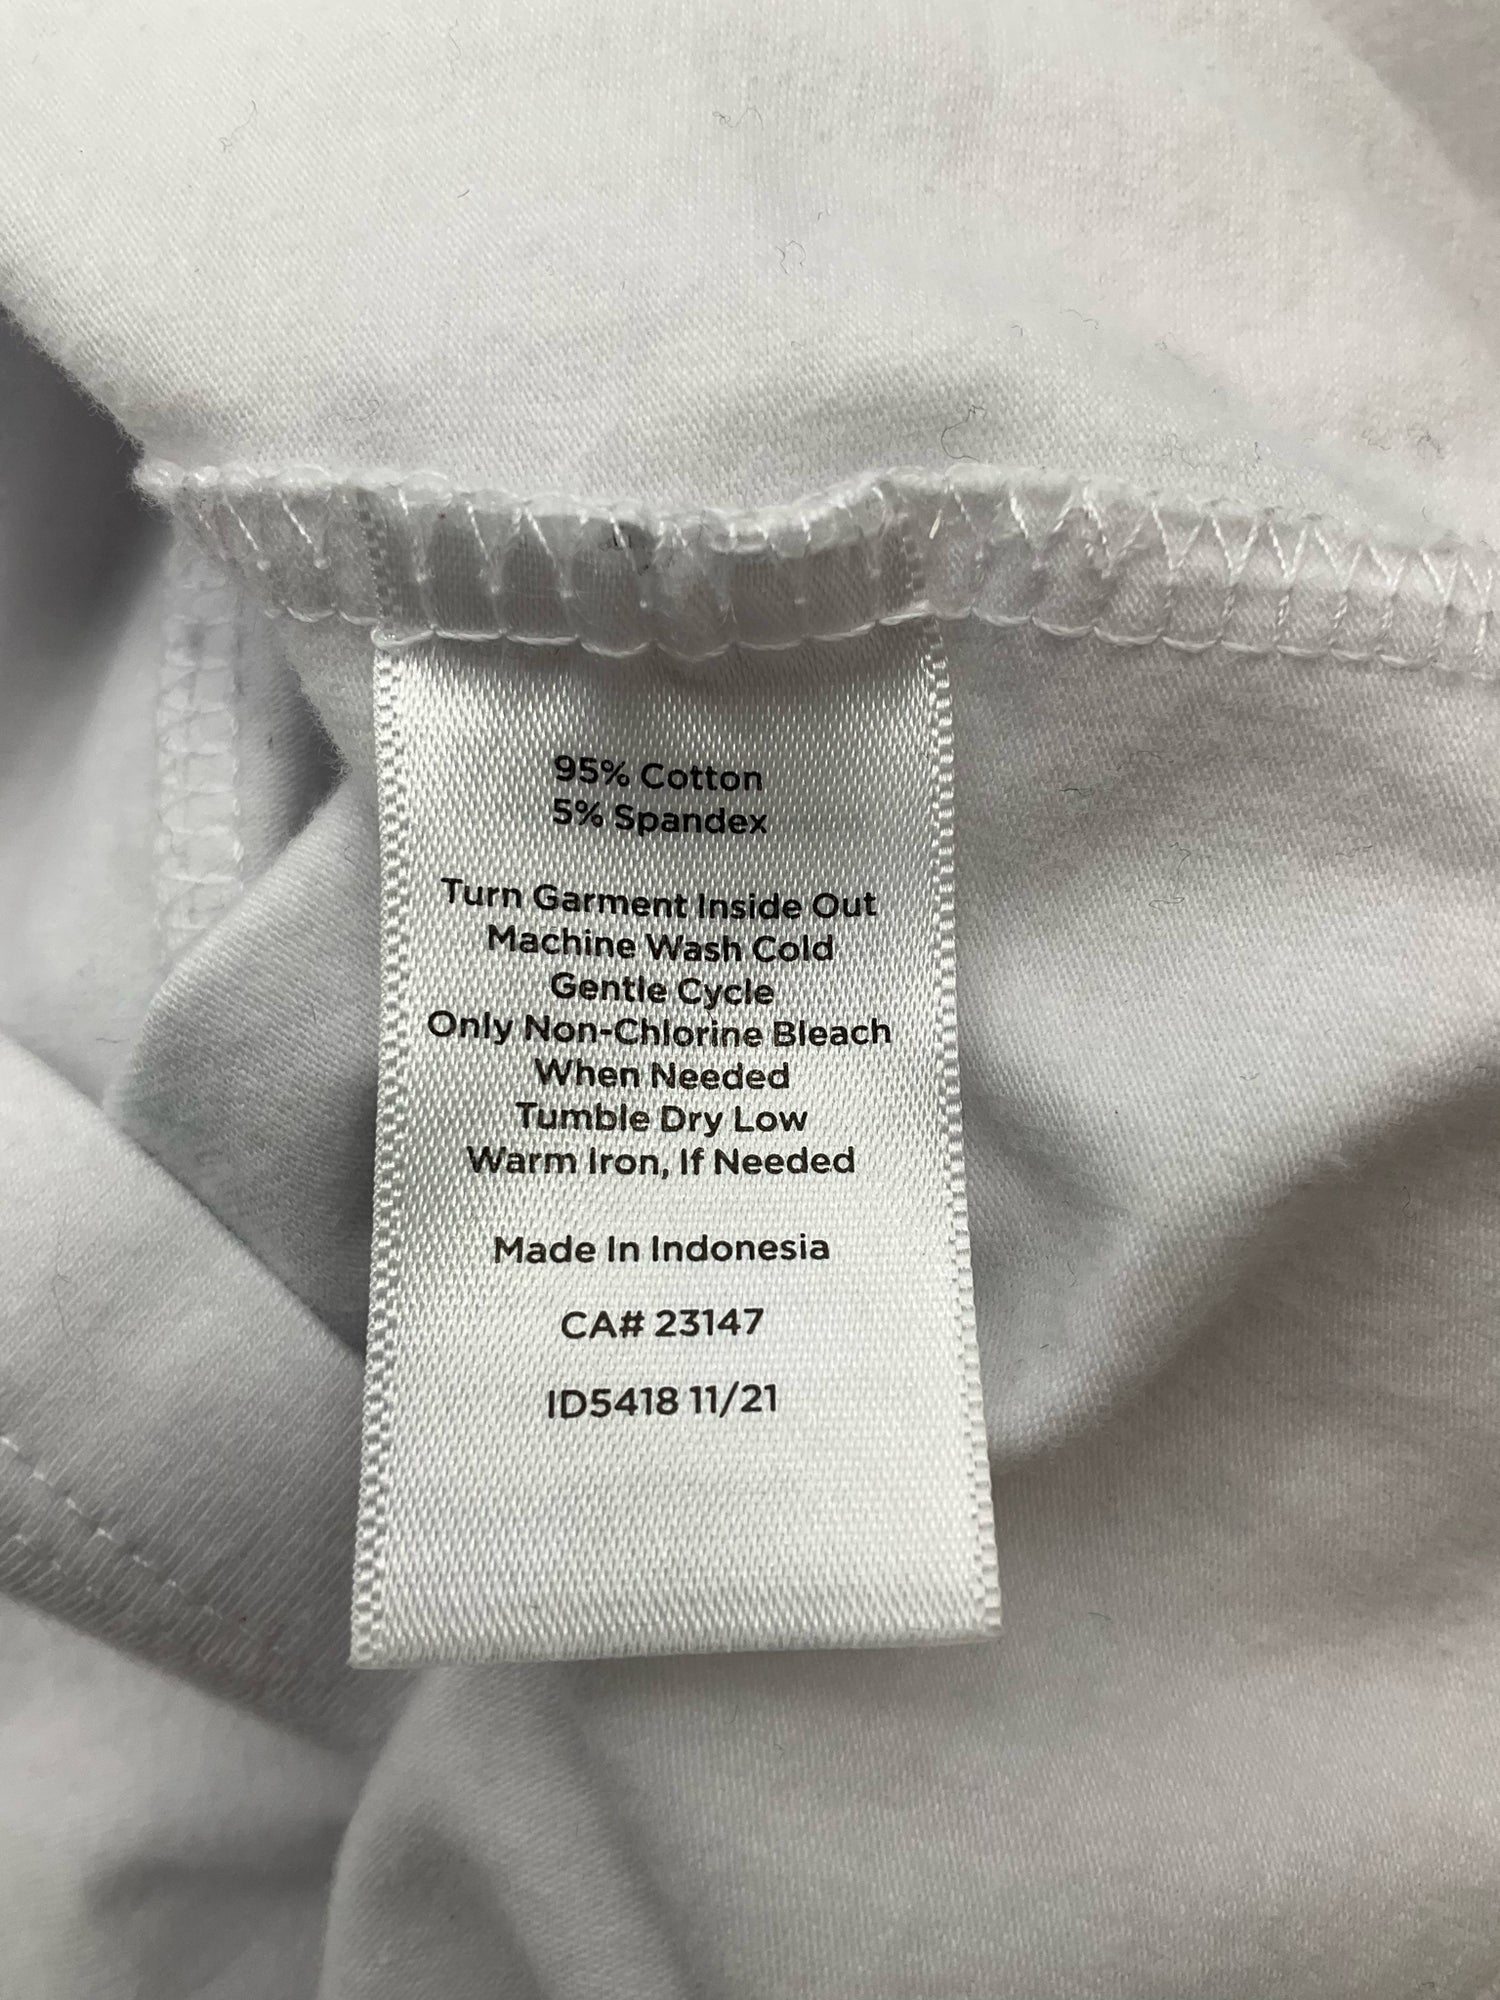 95% Cotton
5% Spandex
Turn Garment Inside Out
Machine Wash Cold
Gentle Cycle
Only Non-Chlorine Bleach
When Needed
Tumble Dry Low
Warm Iron, If Needed
Made In Indonesia
CA# 23147
ID5418 11/21